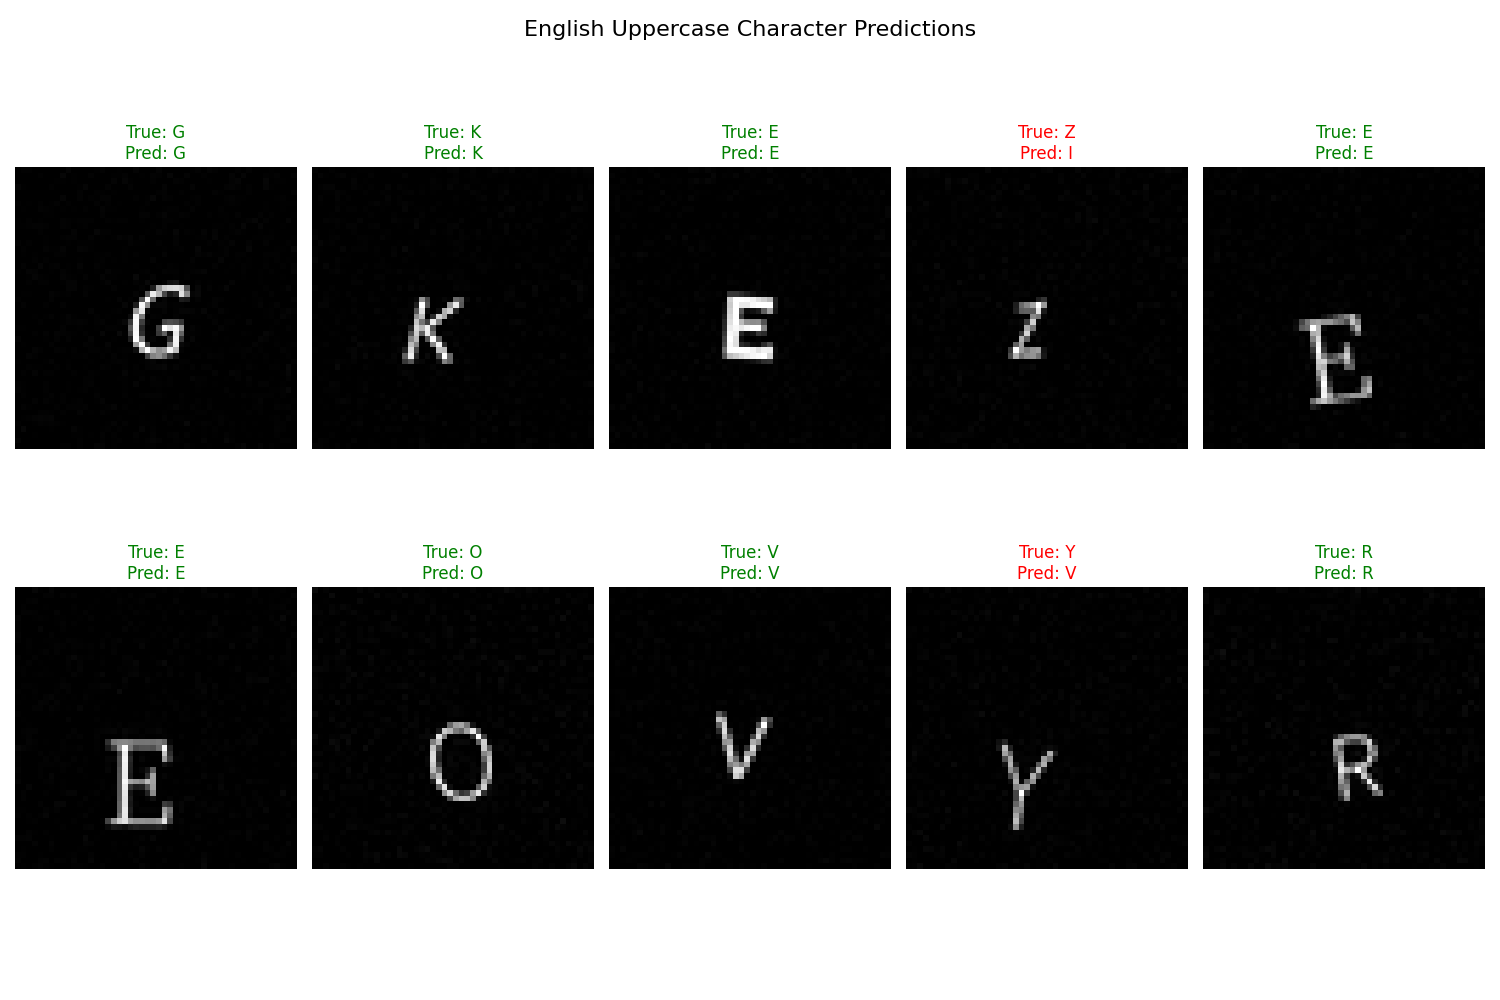 English Uppercase Character Predictions
True: G True: K True: E True: Z True: E
Pred: G Pred: K Pred: E Pred: I Pred: E
G K E Z E
True: E True: O True: V True: Y True: R
Pred: E Pred: O Pred: V Pred: V Pred: R
E O V Y R